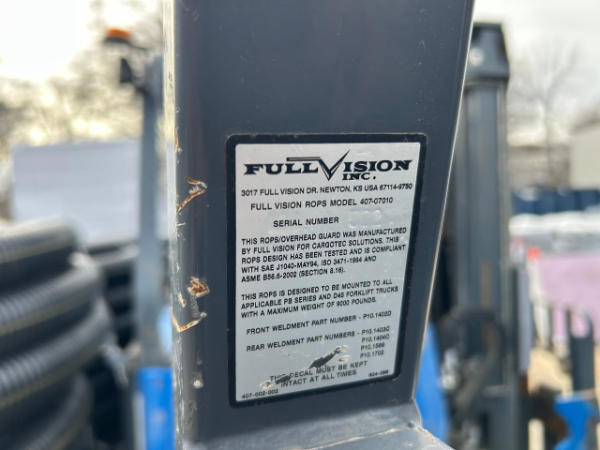 FULL VISION
INC.
3017 FULL VISION DR. NEWTON, KS USA 67114-9750
FULL VISION ROPS MODEL 407-07010
SERIAL NUMBER
THIS ROPS/OVERHEAD GUARD WAS MANUFACTURED
BY FULL VISION FOR CARGOTEC SOLUTIONS. THIS
ROPS DESIGN HAS BEEN TESTED AND IS COMPLIANT
WITH SAE J1040-MAY94, ISO 3471-1994 AND
ASME B56.6-2002 (SECTION 8.16).
THIS ROPS IS DESIGNED TO BE MOUNTED TO ALL
APPLICABLE PB SERIES AND D45 FORKLIFT TRUCKS
WITH A MAXIMUM WEIGHT OF 9000 POUNDS.
FRONT WELDMENT PART NUMBER - P10.1402D
REAR WELDMENT PART NUMBERS - P10.1403C
P10.1404C
P10.1566
P10.1702
THIS DECAL MUST BE KEPT
INTACT AT ALL TIMES
407-002-002